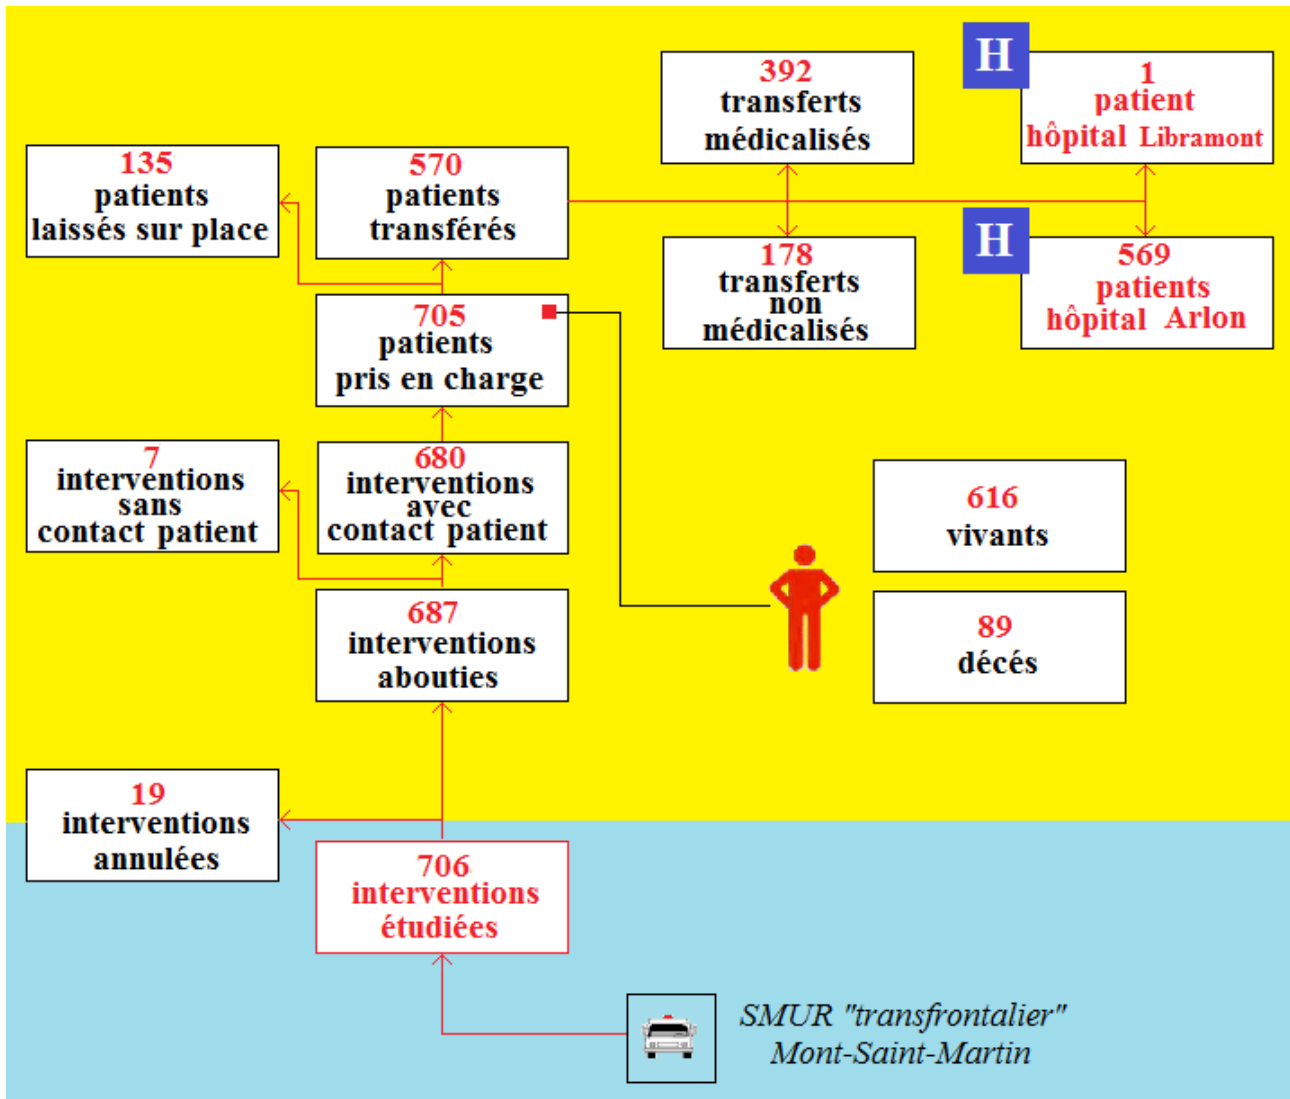 H
392
transferts
médicalisés
1
patient
hôpital Libramont
135
patients
laissés sur place
570
patients
transférés
H
178
transferts
non
médicalisés
569
patients
hôpital Arlon
705
patients
pris en charge
7
interventions
sans
contact patient
680
interventions
avec
contact patient
616
vivants
89
décés
687
interventions
abouties
19
interventions
annulées
706
interventions
étudiées
SMUR "transfrontalier"
Mont-Saint-Martin